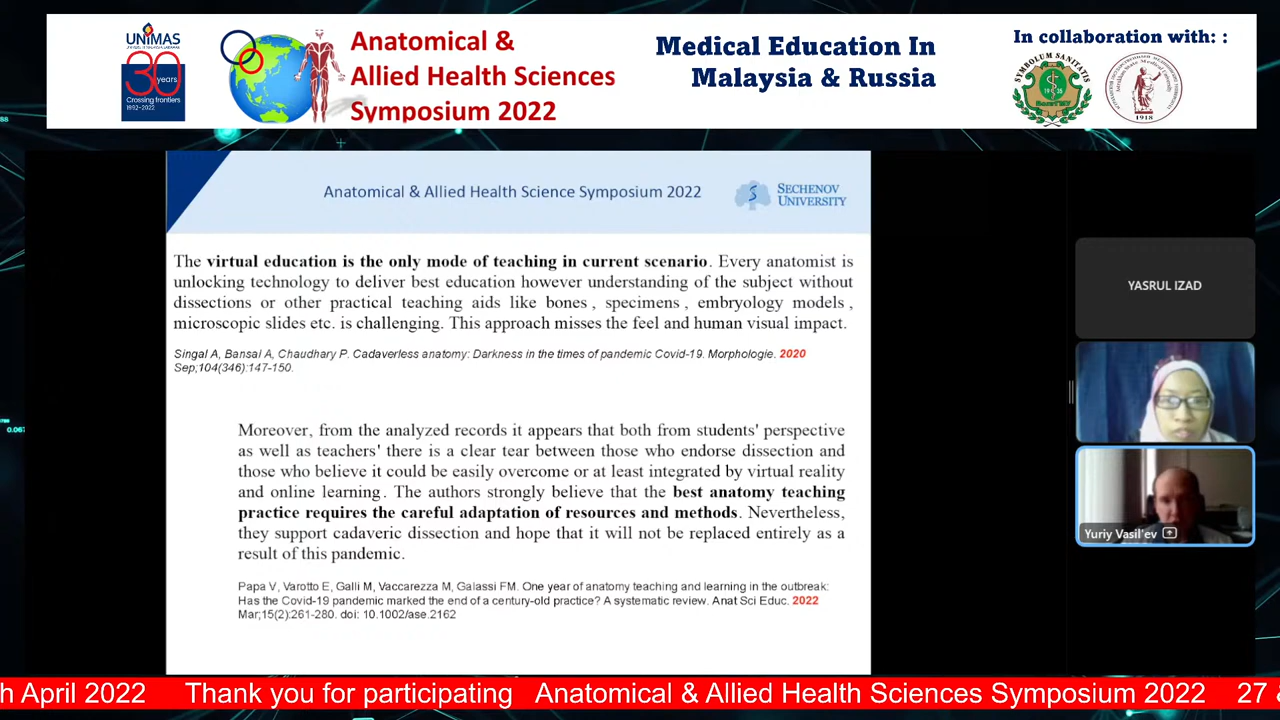 UNIMAS
30
years
Crossing frontiers
1992-2022
Anatomical &
Allied Health Sciences
Symposium 2022
Medical Education In
Malaysia & Russia
In collaboration with: :
SYMBOLUM SANITATIS
1935
1918
Anatomical & Allied Health Science Symposium 2022
SECHENOV
UNIVERSITY
The virtual education is the only mode of teaching in current scenario. Every anatomist is
unlocking technology to deliver best education however understanding of the subject without
dissections or other practical teaching aids like bones , specimens , embryology models ,
microscopic slides etc. is challenging. This approach misses the feel and human visual impact.
Singal A, Bansal A, Chaudhary P. Cadaverless anatomy: Darkness in the times of pandemic Covid-19. Morphologie. 2020
Sep;104(346):147-150.
Moreover, from the analyzed records it appears that both from students' perspective
as well as teachers' there is a clear tear between those who endorse dissection and
those who believe it could be easily overcome or at least integrated by virtual reality
and online learning. The authors strongly believe that the best anatomy teaching
practice requires the careful adaptation of resources and methods. Nevertheless,
they support cadaveric dissection and hope that it will not be replaced entirely as a
result of this pandemic.
Papa V, Varotto E, Galli M, Vaccarezza M, Galassi FM. One year of anatomy teaching and learning in the outbreak:
Has the Covid-19 pandemic marked the end of a century-old practice? A systematic review. Anat Sci Educ. 2022
Mar;15(2):261-280. doi: 10.1002/ase.2162
YASRUL IZAD
Yuriy Vasil'ev
h April 2022 Thank you for participating Anatomical & Allied Health Sciences Symposium 2022 27 &